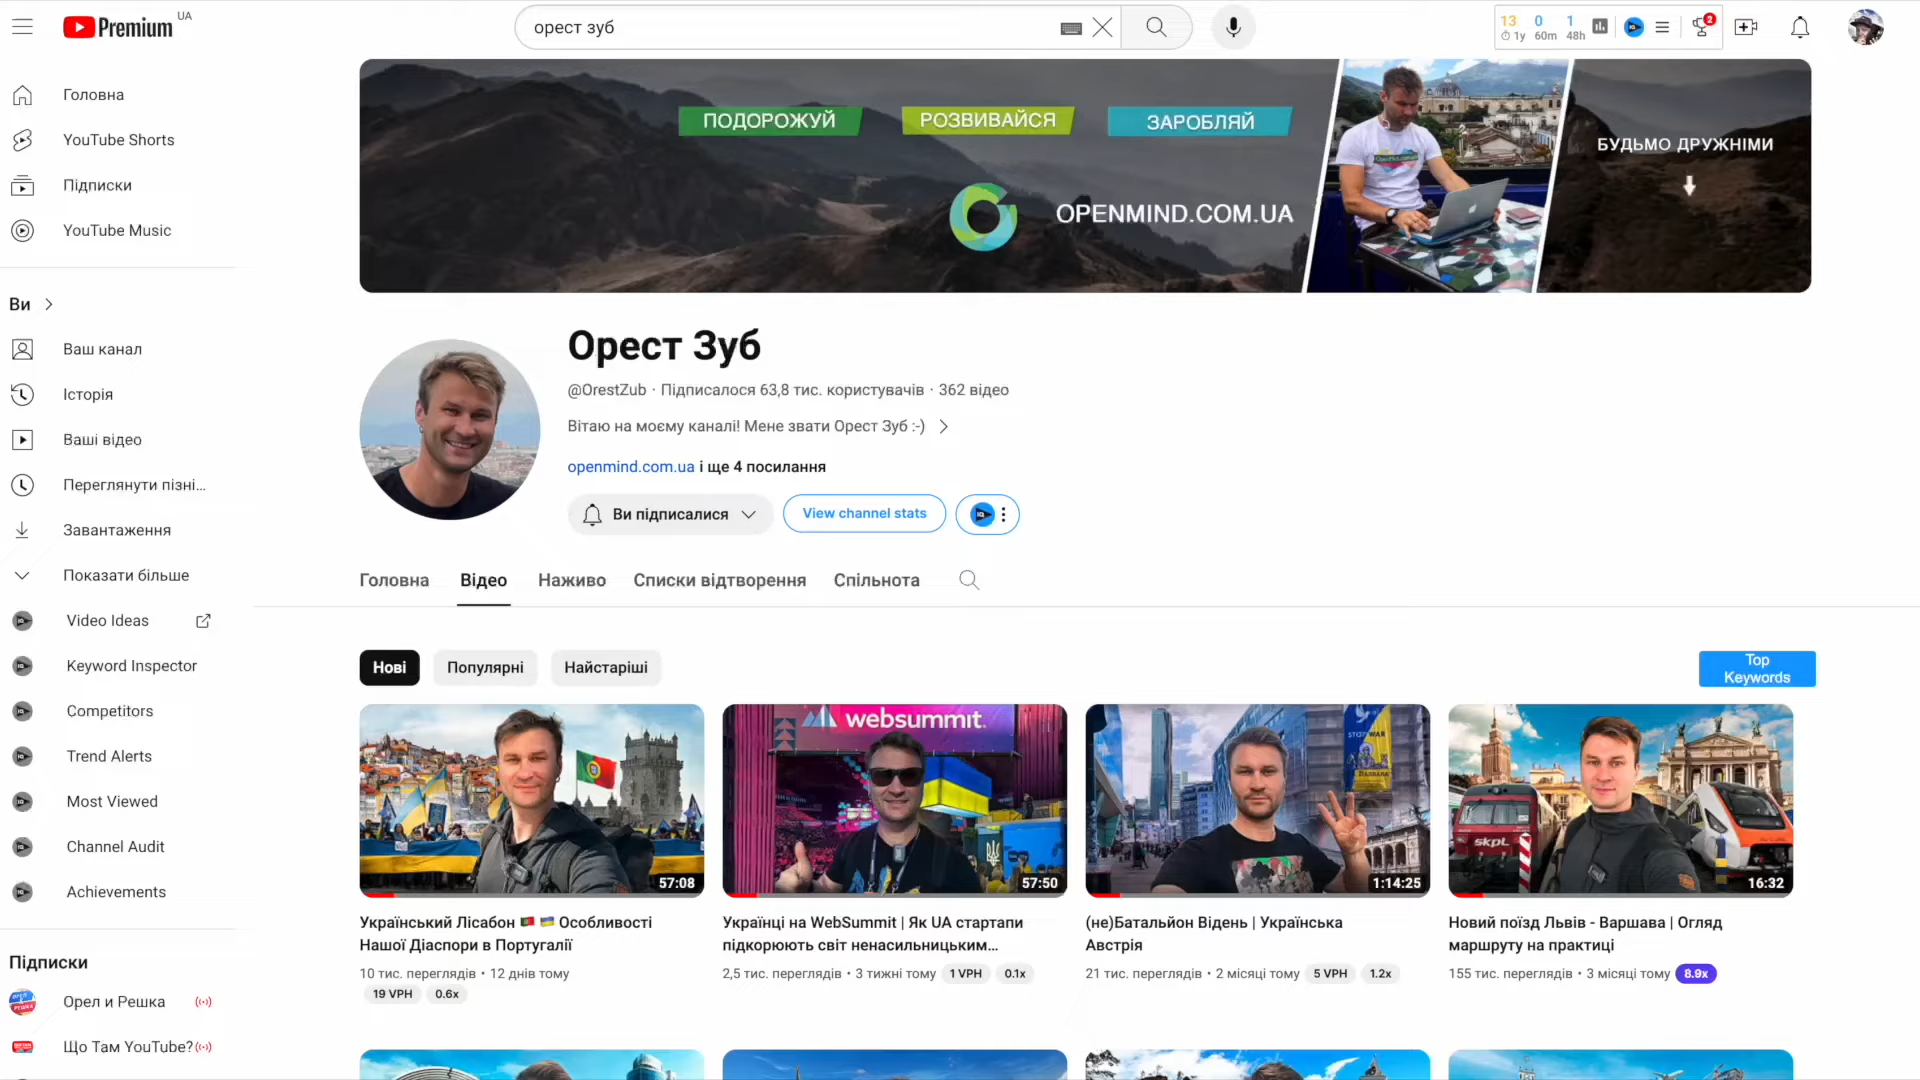 Premium UA
орест зуб
13 0 1
1y 60m 48h
2
Головна
YouTube Shorts
Підписки
YouTube Music
Ви
Ваш канал
Історія
Ваші відео
Переглянути пізні...
Завантаження
Показати більше
Video Ideas
Keyword Inspector
Competitors
Trend Alerts
Most Viewed
Channel Audit
Achievements
Підписки
Орел и Решка
Що Там YouTube?
ПОДОРОЖУЙ РОЗВИВАЙСЯ ЗАРОБЛЯЙ
OPENMIND.COM.UA
БУДЬМО ДРУЖНІМИ
Орест Зуб
@OrestZub · Підписалося 63,8 тис. користувачів · 362 відео
Вітаю на моєму каналі! Мене звати Орест Зуб :-)
openmind.com.ua і ще 4 посилання
Ви підписалися
View channel stats
Головна Відео Наживо Списки відтворення Спільнота
Нові Популярні Найстаріші
Top
Keywords
57:08
Український Лісабон 🇵🇹 🇺🇦 Особливості
Нашої Діаспори в Португалії
10 тис. переглядів • 12 днів тому
19 VPH 0.6x
websummit.
57:50
Українці на WebSummit | Як UA стартапи
підкорюють світ ненасильницьким...
2,5 тис. переглядів • 3 тижні тому 1 VPH 0.1x
1:14:25
(не)Батальйон Відень | Українська
Австрія
21 тис. переглядів • 2 місяці тому 5 VPH 1.2x
SKPL
16:32
Новий поїзд Львів - Варшава | Огляд
маршруту на практиці
155 тис. переглядів • 3 місяці тому 8.9x